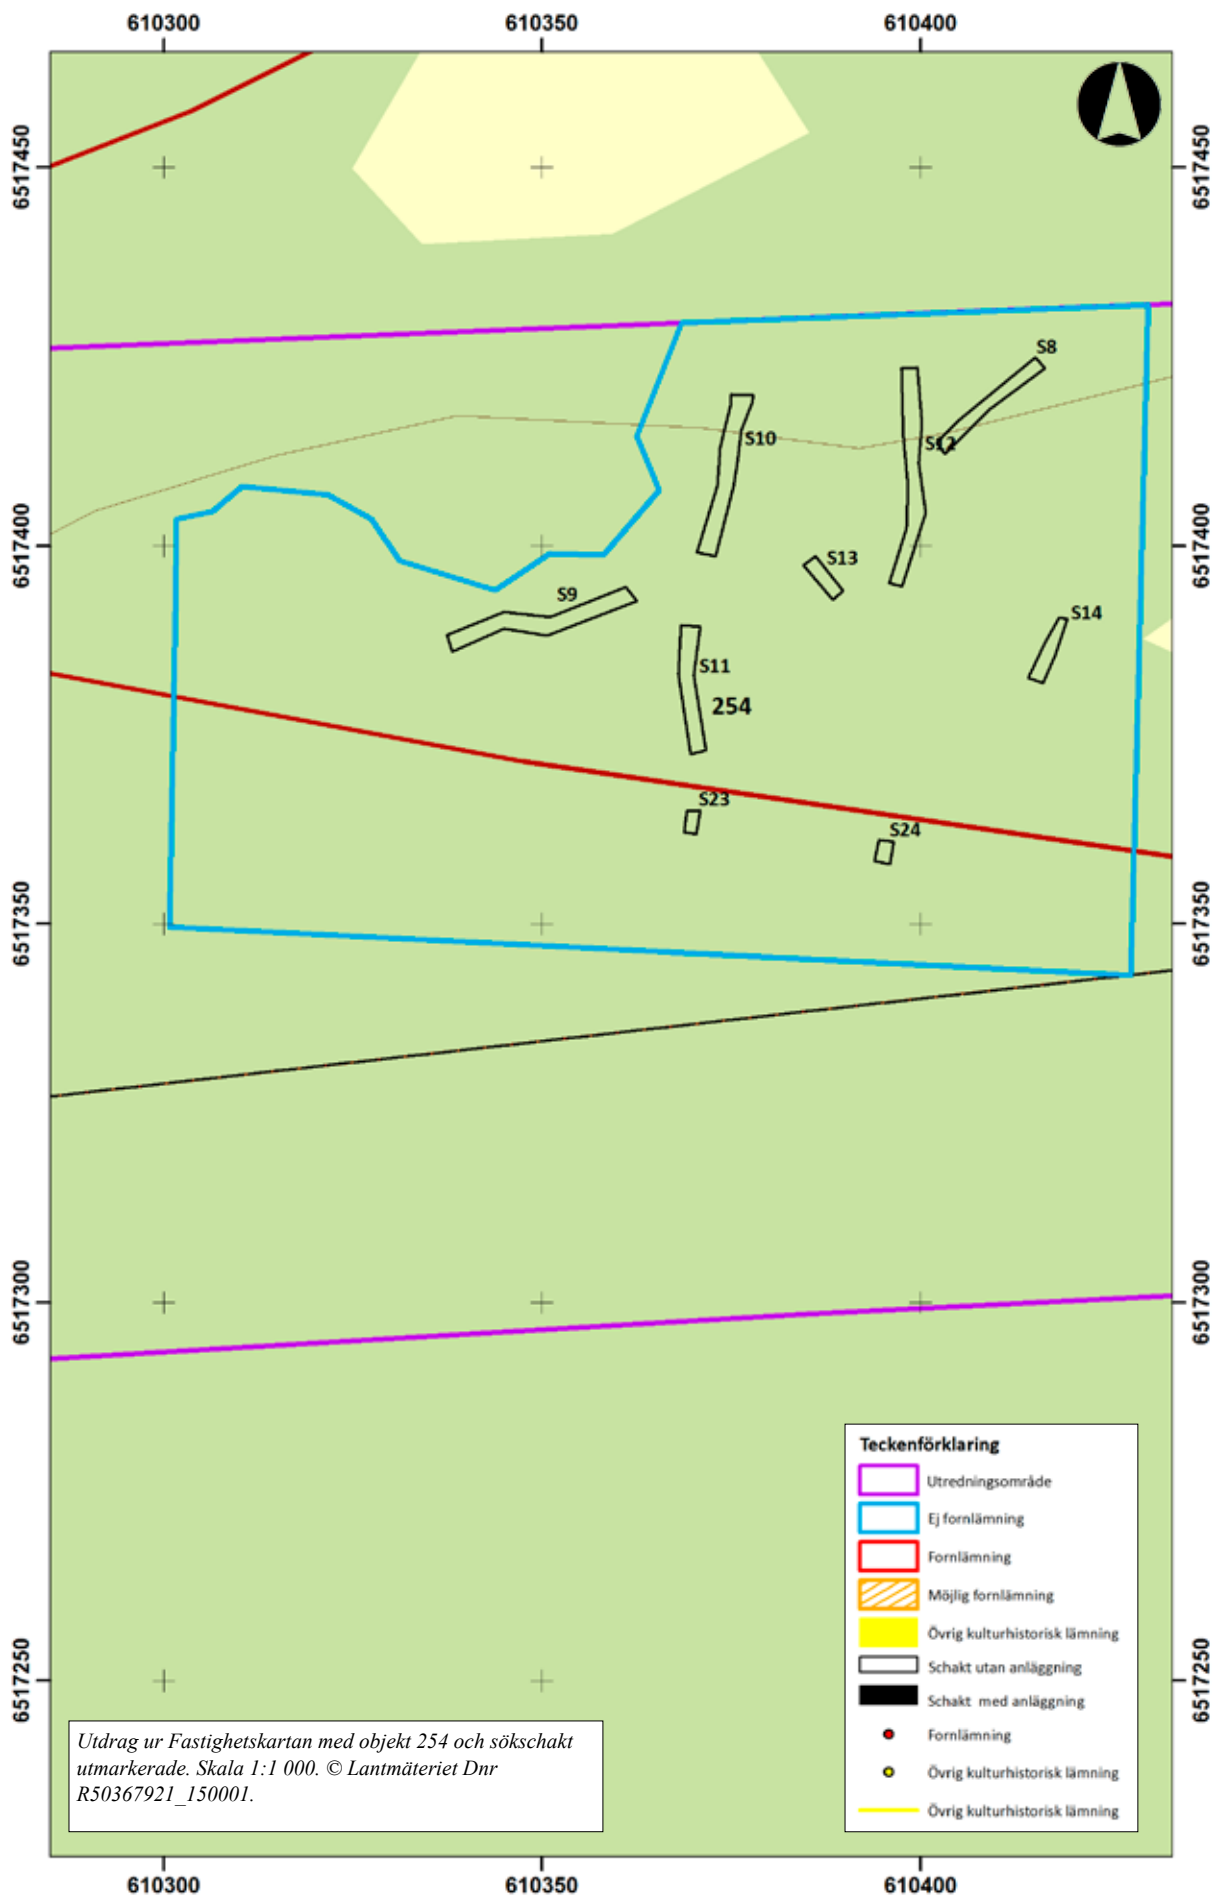 610300 610350 610400
6517450 6517450
S8
S10
S12
6517400 6517400
S13
S9
S14
S11
254
S23
S24
6517350 6517350
6517300 6517300
Teckenförklaring
Utredningsområde
Ej fornlämning
Fornlämning
Möjlig fornlämning
Övrig kulturhistorisk lämning
Schakt utan anläggning
Schakt med anläggning
Fornlämning
Övrig kulturhistorisk lämning
Övrig kulturhistorisk lämning
6517250 6517250
Utdrag ur Fastighetskartan med objekt 254 och sökschakt
utmarkerade. Skala 1:1 000. © Lantmäteriet Dnr
R50367921_150001.
610300 610350 610400